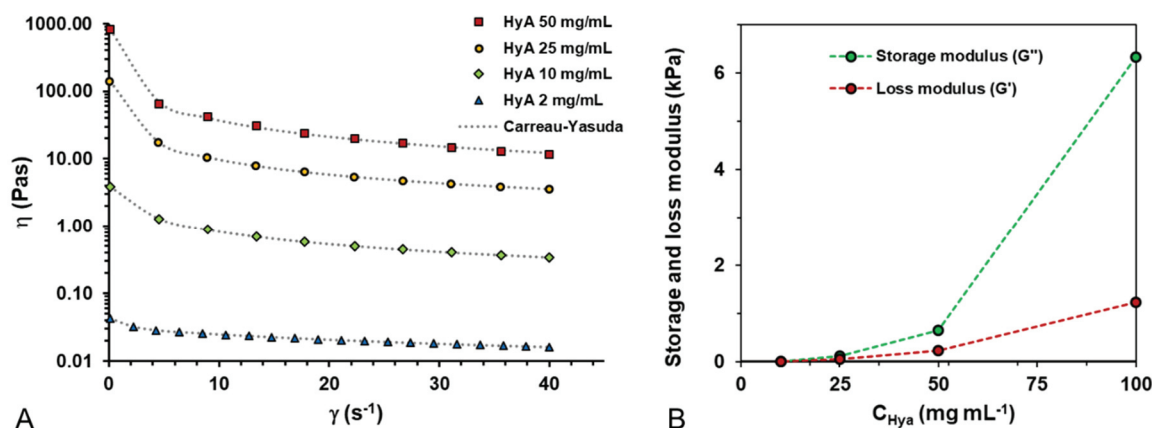 1000.00
100.00
10.00
1.00
0.10
0.01
η (Pas)
0
10
20
30
40
γ (s-1)
HyA 50 mg/mL
HyA 25 mg/mL
HyA 10 mg/mL
HyA 2 mg/mL
Carreau-Yasuda
A
Storage and loss modulus (kPa)
6
4
2
0
0
25
50
75
100
CHya (mg mL-1)
Storage modulus (G'')
Loss modulus (G')
B